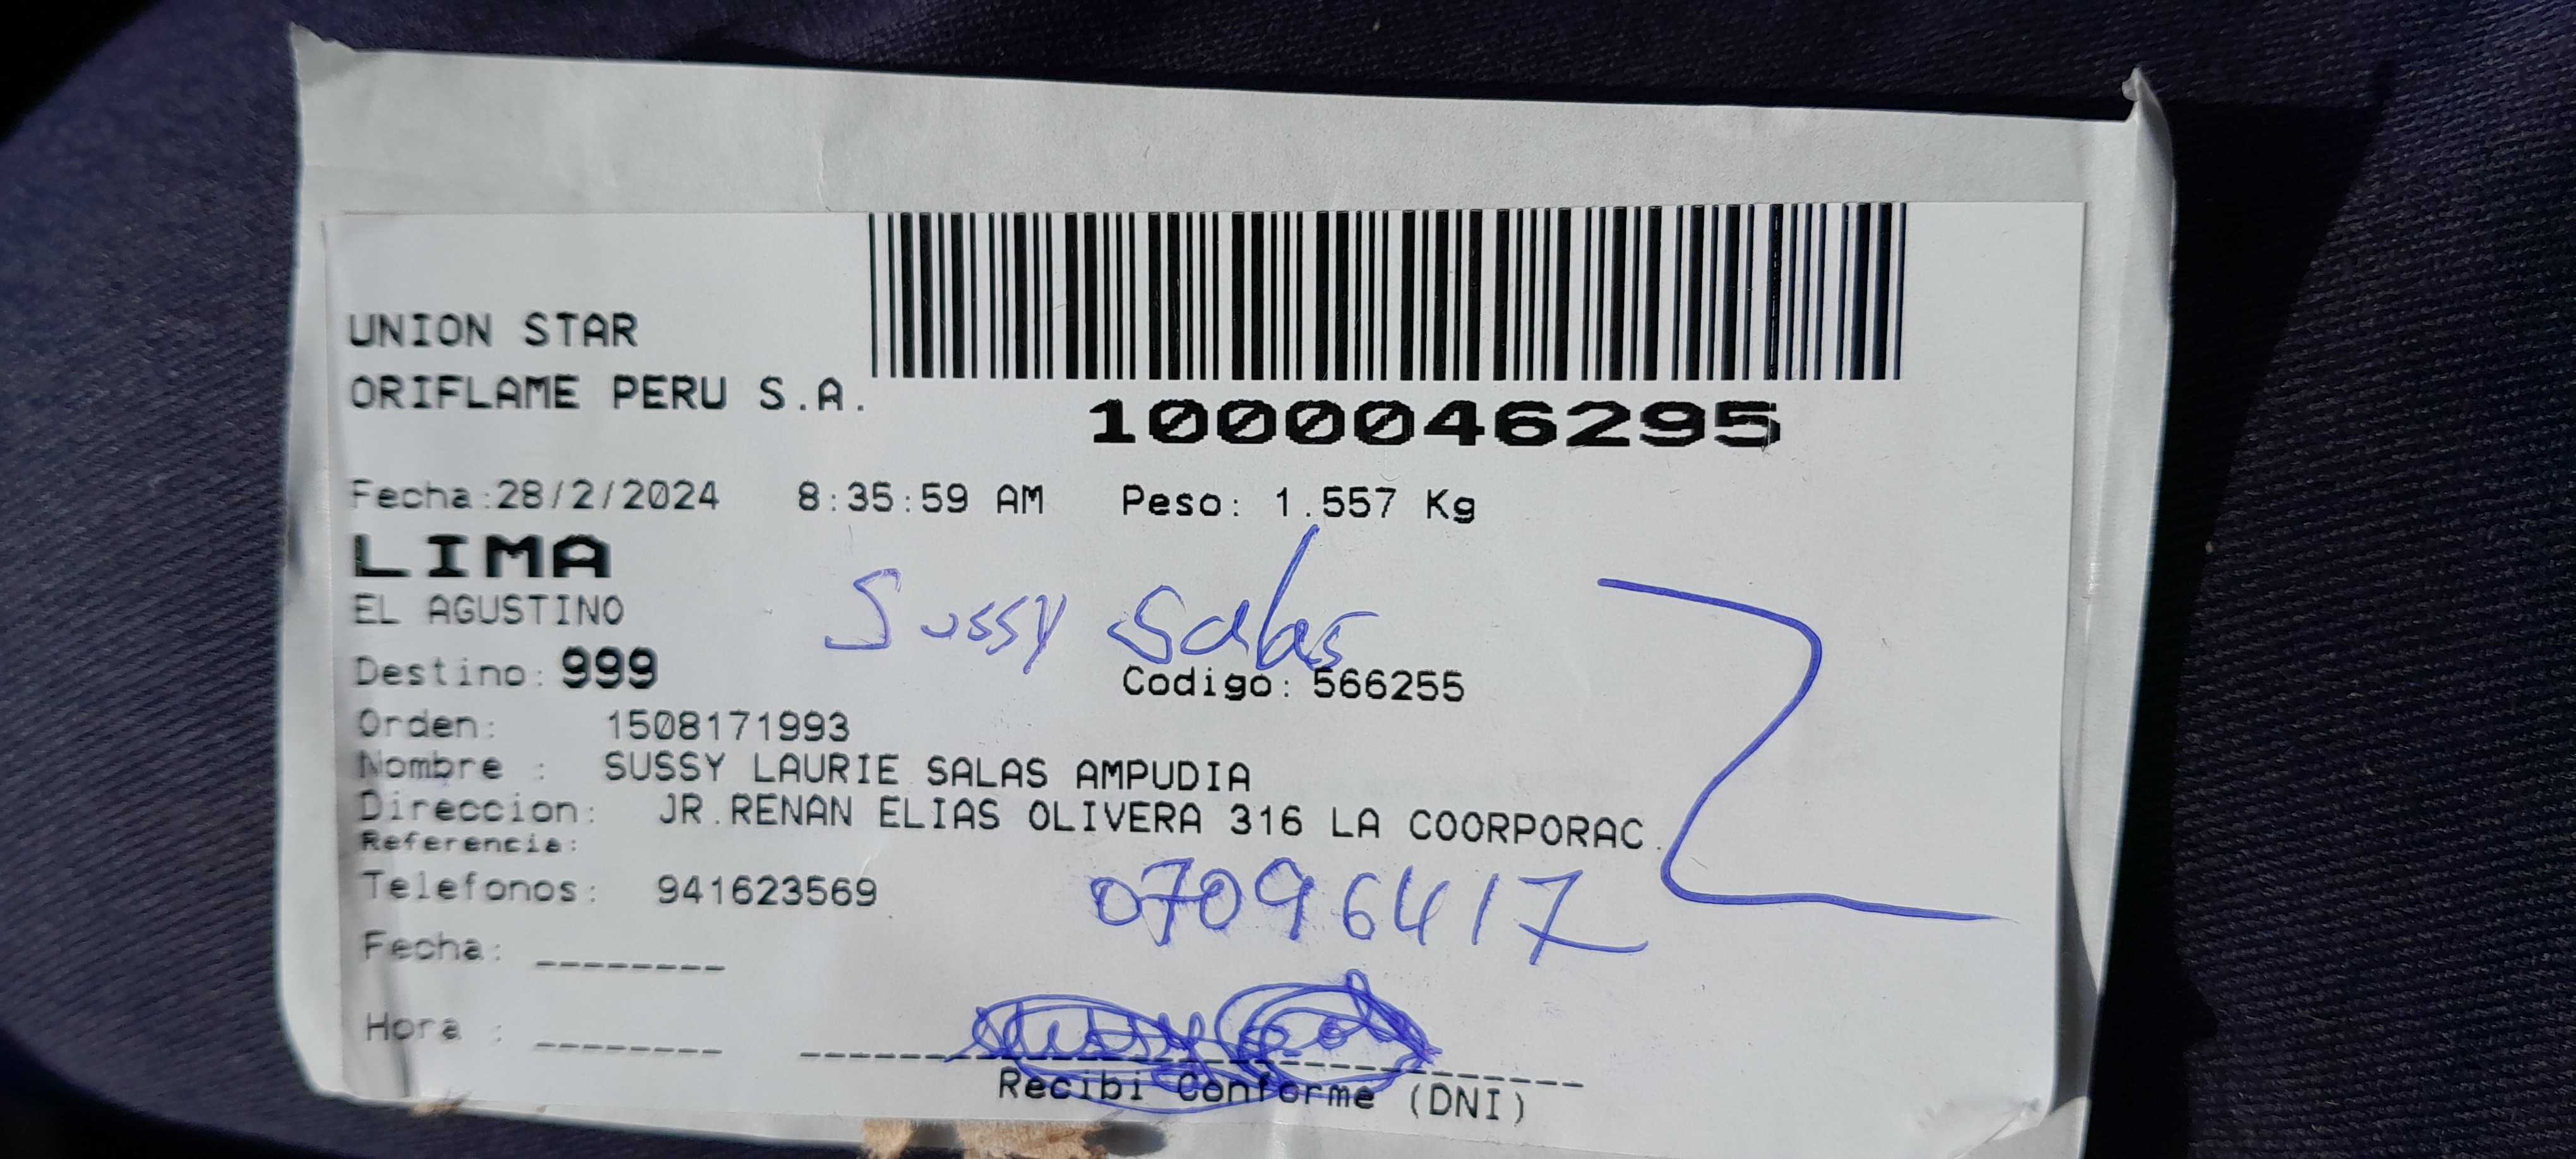 UNION STAR
ORIFLAME PERU S.A.
1000046295
Fecha:28/2/2024 8:35:59 AM Peso: 1.557 Kg
LIMA
EL AGUSTINO
Sussy Salas
Destino: 999 Codigo: 566255
Orden: 1508171993
Nombre : SUSSY LAURIE SALAS AMPUDIA
Direccion: JR.RENAN ELIAS OLIVERA 316 LA COORPORAC.
Referencia:
Telefonos: 941623569
07096417
Fecha: ________
Hora : ________
Recibi Conforme (DNI)